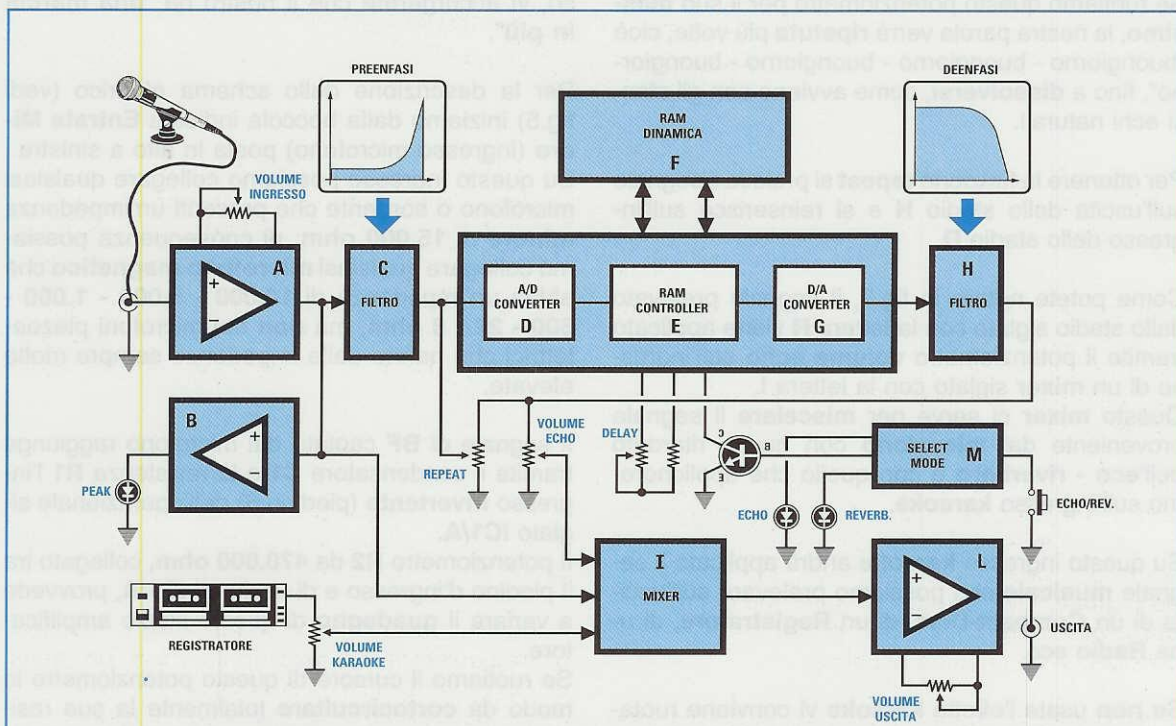 PREENFASI
DEENFASI
RAM
DINAMICA
F
VOLUME
INGRESSO
A
+
−
C
FILTRO
A/D
CONVERTER
D
RAM
CONTROLLER
E
D/A
CONVERTER
G
H
FILTRO
B
+
PEAK
REPEAT
VOLUME
ECHO
DELAY
C
B
E
SELECT
MODE
M
ECHO
REVERB.
ECHO/REV.
REGISTRATORE
VOLUME
KARAOKE
I
MIXER
L
+
−
USCITA
VOLUME
USCITA